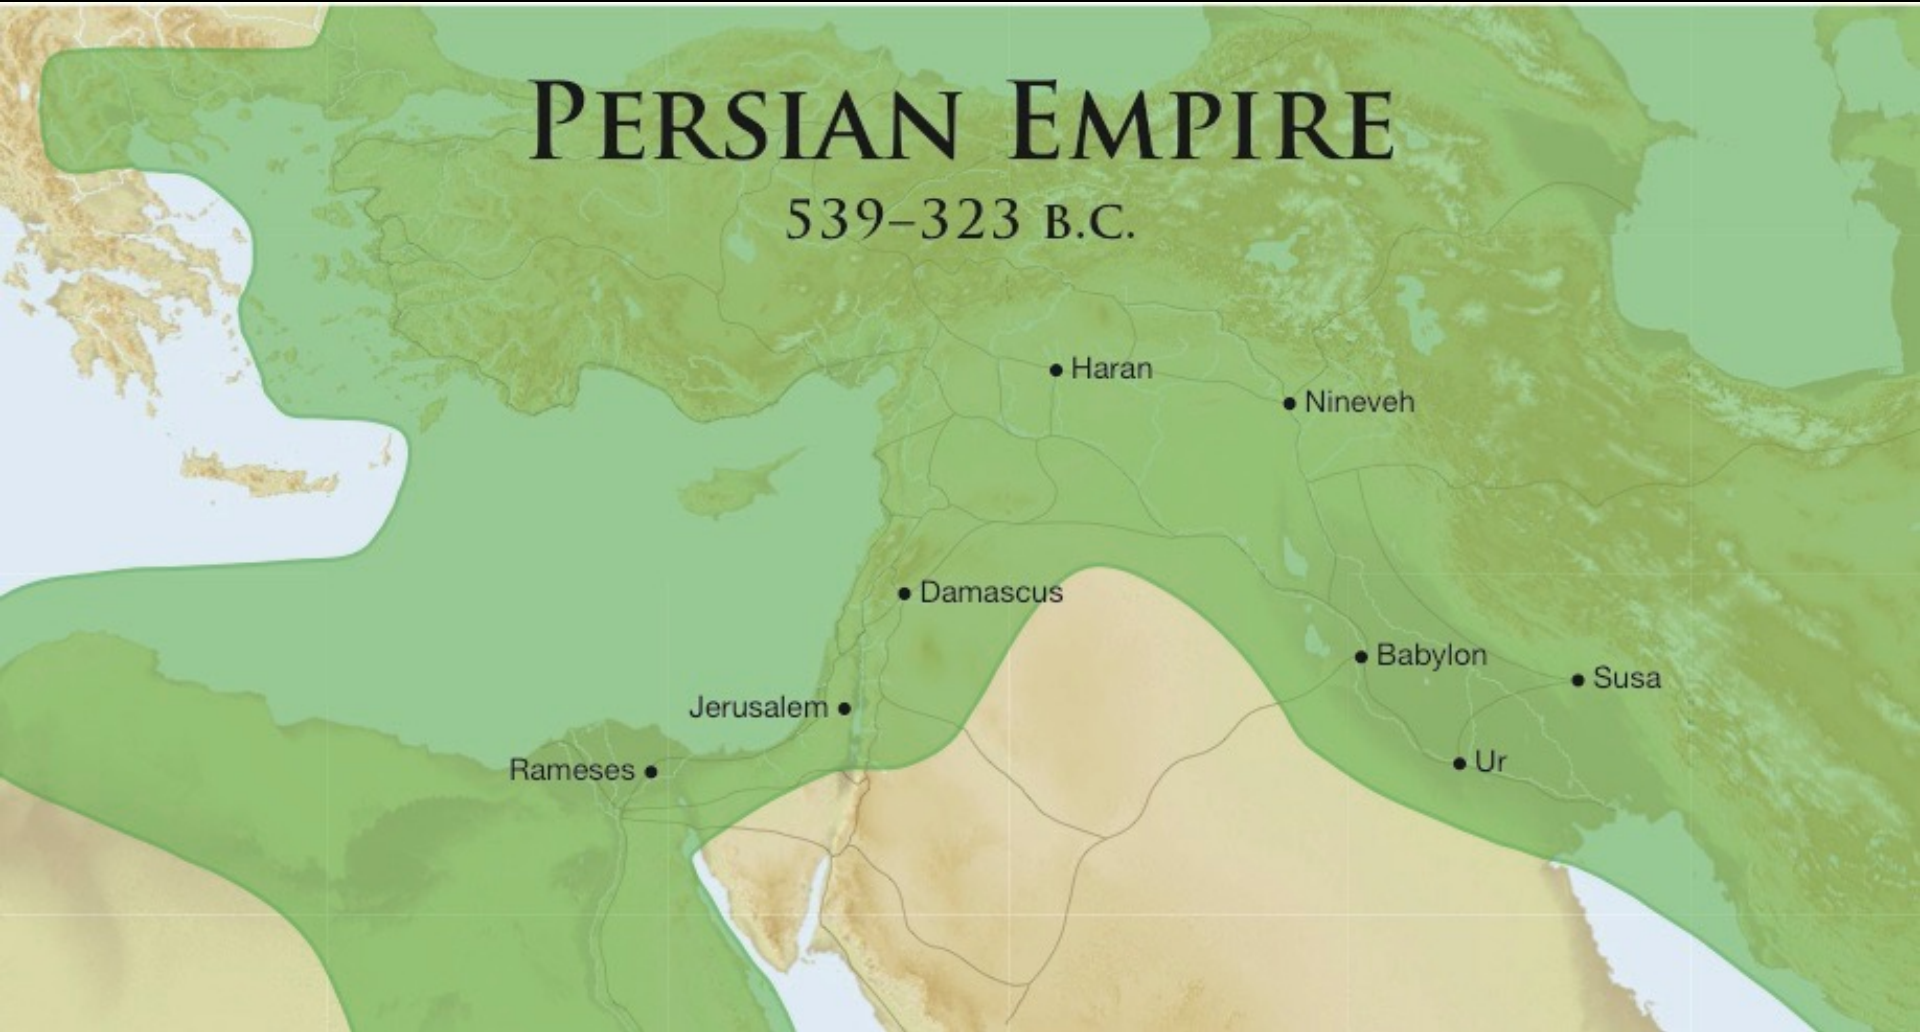 PERSIAN EMPIRE
539–323 B.C.
Haran
Nineveh
Damascus
Babylon
Susa
Jerusalem
Ur
Rameses